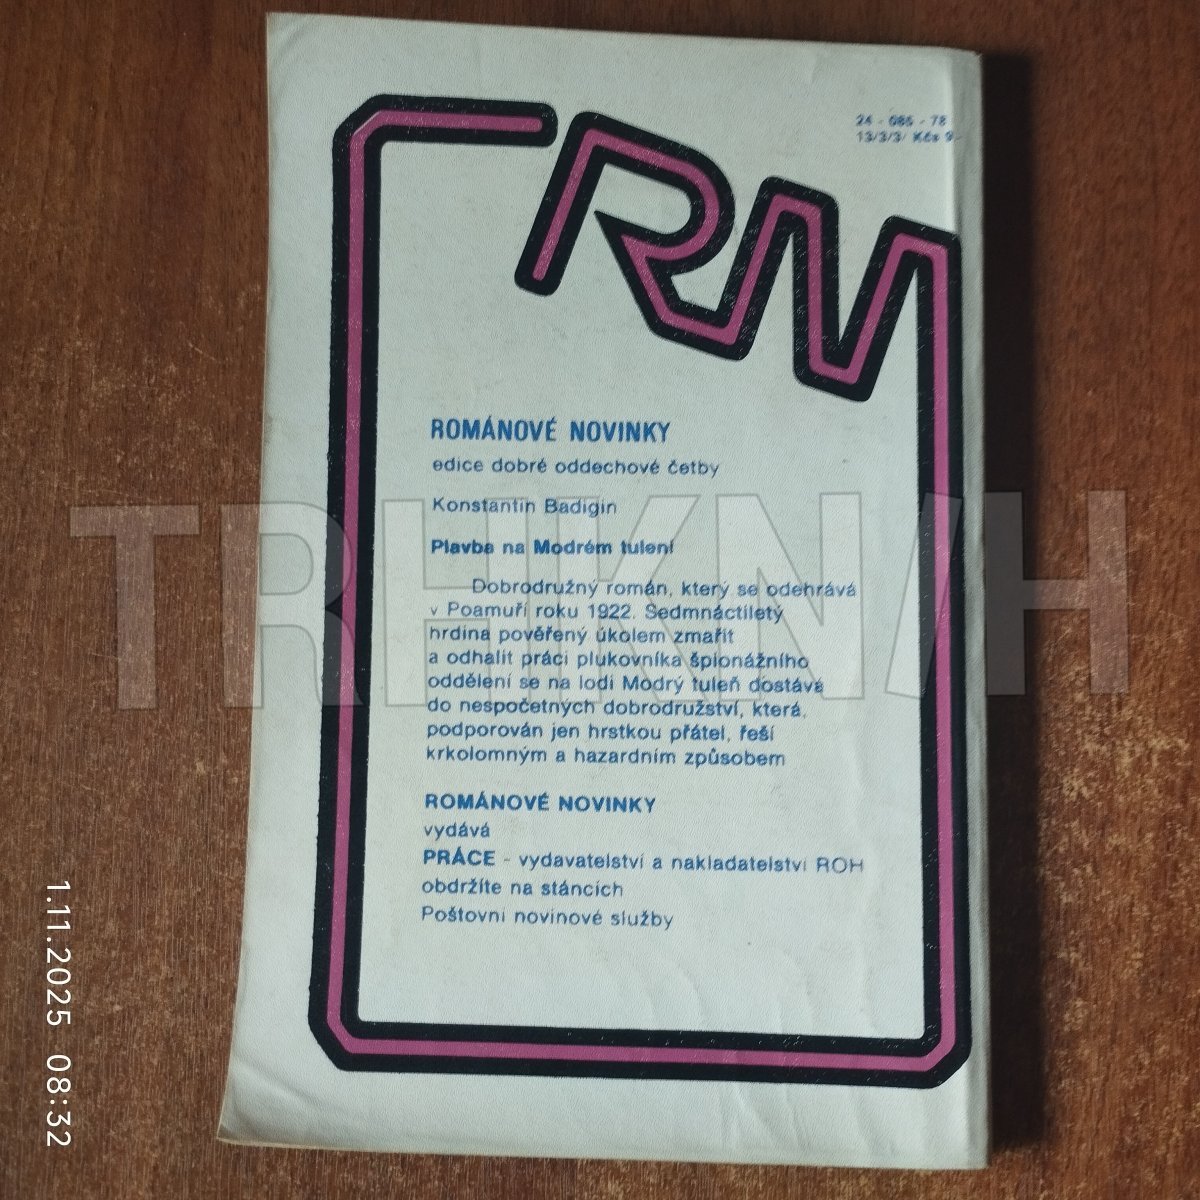 24 - 085 - 78
13/3/3/ Kčs 9,-
RN
ROMÁNOVÉ NOVINKY
edice dobré oddechové četby
Konstantin Badigin
Plavba na Modrém tuleni
Dobrodružný román, který se odehrává
v Poamuří roku 1922. Sedmnáctiletý
hrdina pověřený úkolem zmařit
a odhalit práci plukovníka špionážního
oddělení se na lodi Modrý tuleň dostává
do nespočetných dobrodružství, která,
podporován jen hrstkou přátel, řeší
krkolomným a hazardním způsobem
ROMÁNOVÉ NOVINKY
vydává
PRÁCE - vydavatelství a nakladatelství ROH
obdržíte na stáncích
Poštovní novinové služby
TRHKNIH
1.11.2025 08:32